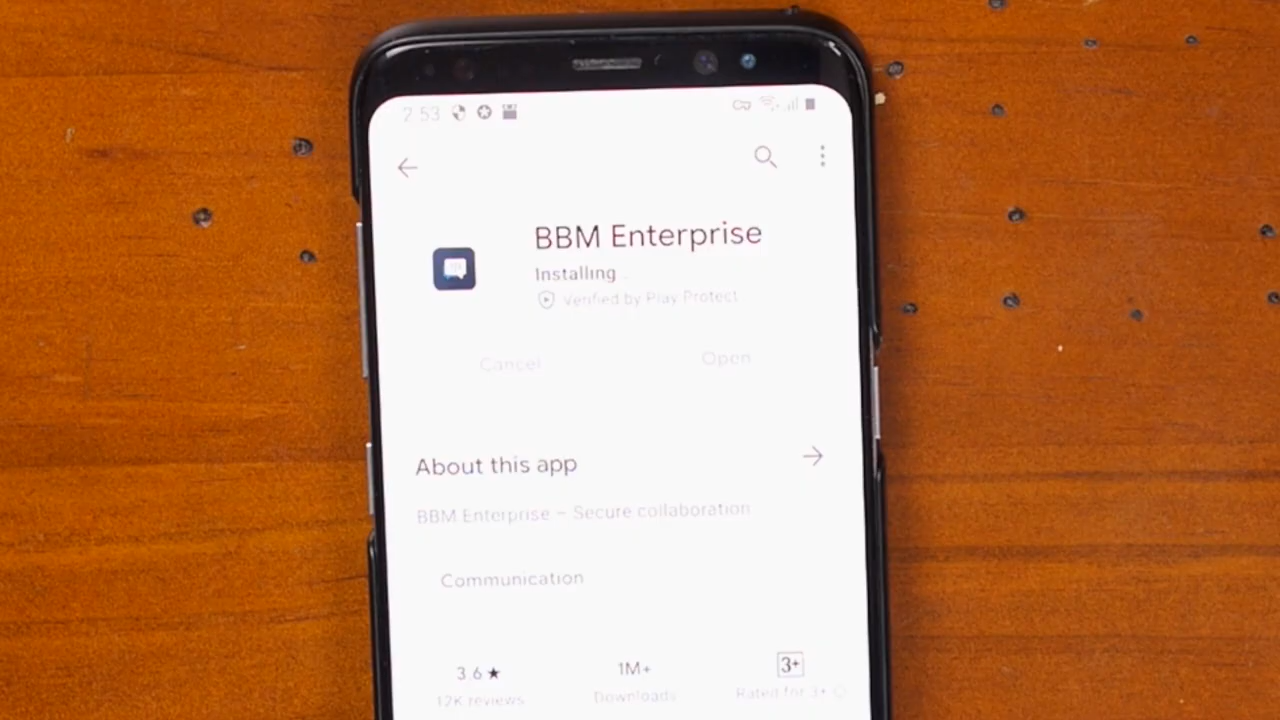 7 53
BBM Enterprise
Installing
Verified by Play Protect
Cancel Open
About this app
BBM Enterprise – Secure collaboration
Communication
3 6★ 1M+ 3+
12K reviews Downloads Rated for 3+